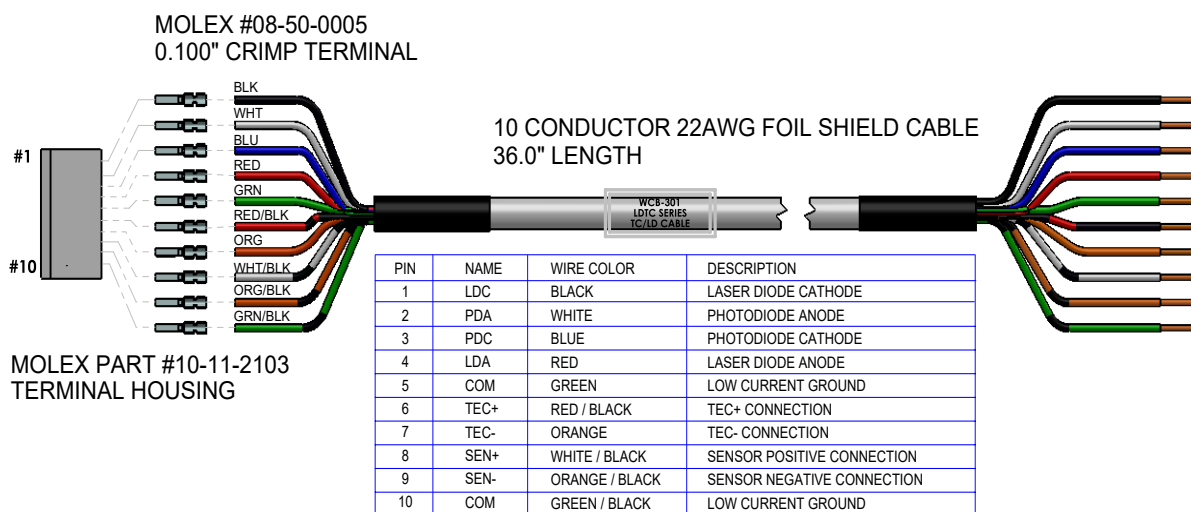 MOLEX #08-50-0005
0.100" CRIMP TERMINAL
BLK
WHT
BLU
RED
GRN
RED/BLK
ORG
WHT/BLK
ORG/BLK
GRN/BLK
#1
#10
MOLEX PART #10-11-2103
TERMINAL HOUSING
10 CONDUCTOR 22AWG FOIL SHIELD CABLE
36.0" LENGTH
WCB-301
LDTC SERIES
TC/LD CABLE
PIN NAME WIRE COLOR DESCRIPTION
1 LDC BLACK LASER DIODE CATHODE
2 PDA WHITE PHOTODIODE ANODE
3 PDC BLUE PHOTODIODE CATHODE
4 LDA RED LASER DIODE ANODE
5 COM GREEN LOW CURRENT GROUND
6 TEC+ RED / BLACK TEC+ CONNECTION
7 TEC- ORANGE TEC- CONNECTION
8 SEN+ WHITE / BLACK SENSOR POSITIVE CONNECTION
9 SEN- ORANGE / BLACK SENSOR NEGATIVE CONNECTION
10 COM GREEN / BLACK LOW CURRENT GROUND